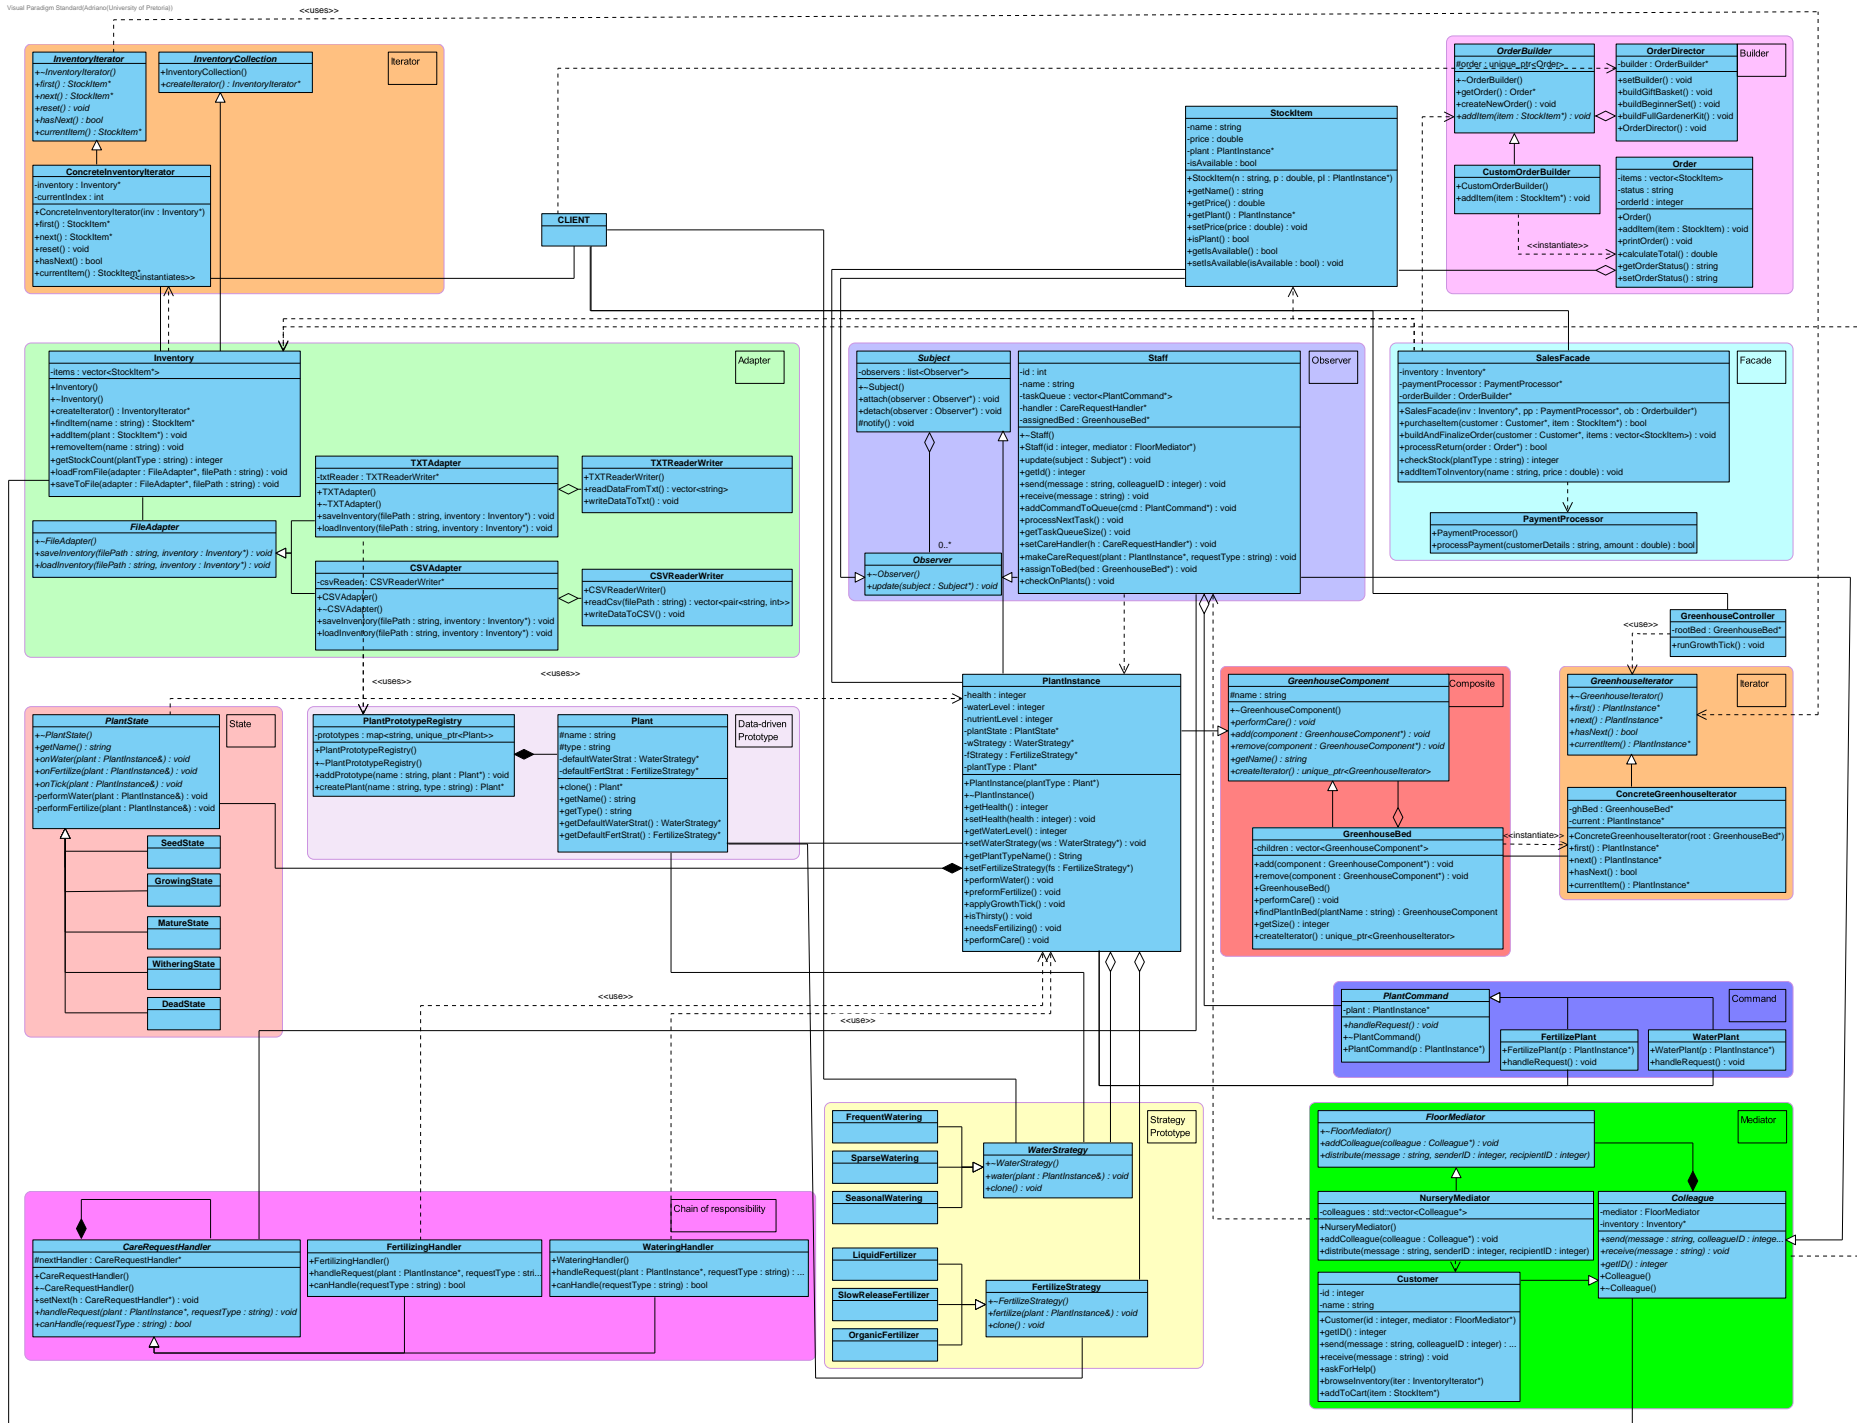 Visual Paradigm Standard(Adriano(University of Pretoria))
<<uses>>
InventoryIterator
+~InventoryIterator()
+first() : StockItem*
+next() : StockItem*
+reset() : void
+hasNext() : bool
+currentItem() : StockItem*
InventoryCollection
+InventoryCollection()
+createIterator() : InventoryIterator*
Iterator
ConcreteInventoryIterator
-inventory : Inventory*
-currentIndex : int
+ConcreteInventoryIterator(inv : Inventory*)
+first() : StockItem*
+next() : StockItem*
+reset() : void
+hasNext() : bool
+currentItem() : StockItem*
<<instantiates>>
CLIENT
StockItem
-name : string
-price : double
-plant : PlantInstance*
-isAvailable : bool
+StockItem(n : string, p : double, pl : PlantInstance*)
+getName() : string
+getPrice() : double
+getPlant() : PlantInstance*
+setPrice(price : double) : void
+isPlant() : bool
+getIsAvailable() : bool
+setIsAvailable(isAvailable : bool) : void
OrderBuilder
#order : unique_ptr<Order>
+~OrderBuilder()
+getOrder() : Order*
+createNewOrder() : void
+addItem(item : StockItem*) : void
OrderDirector
-builder : OrderBuilder*
+setBuilder() : void
+buildGiftBasket() : void
+buildBeginnerSet() : void
+buildFullGardenerKit() : void
+OrderDirector() : void
Builder
CustomOrderBuilder
+CustomOrderBuilder()
+addItem(item : StockItem*) : void
<<instantiate>>
Order
-items : vector<StockItem>
-status : string
-orderId : integer
+Order()
+addItem(item : StockItem) : void
+printOrder() : void
+calculateTotal() : double
+getOrderStatus() : string
+setOrderStatus() : string
Inventory
-items : vector<StockItem*>
+Inventory()
+~Inventory()
+createIterator() : InventoryIterator*
+findItem(name : string) : StockItem*
+addItem(plant : StockItem*) : void
+removeItem(name : string) : void
+getStockCount(plantType : string) : integer
+loadFromFile(adapter : FileAdapter*, filePath : string) : void
+saveToFile(adapter : FileAdapter*, filePath : string) : void
Adapter
FileAdapter
+~FileAdapter()
+saveInventory(filePath : string, inventory : Inventory*) : void
+loadInventory(filePath : string, inventory : Inventory*) : void
TXTAdapter
-txtReader : TXTReaderWriter*
+TXTAdapter()
+~TXTAdapter()
+saveInventory(filePath : string, inventory : Inventory*) : void
+loadInventory(filePath : string, inventory : Inventory*) : void
TXTReaderWriter
+TXTReaderWriter()
+readDataFromTxt() : vector<string>
+writeDataToTxt() : void
CSVAdapter
-csvReader : CSVReaderWriter*
+CSVAdapter()
+~CSVAdapter()
+saveInventory(filePath : string, inventory : Inventory*) : void
+loadInventory(filePath : string, inventory : Inventory*) : void
CSVReaderWriter
+CSVReaderWriter()
+readCsv(filePath : string) : vector<pair<string, int>>
+writeDataToCSV() : void
Subject
-observers : list<Observer*>
+~Subject()
+attach(observer : Observer*) : void
+detach(observer : Observer*) : void
#notify() : void
0..*
Observer
+~Observer()
+update(subject : Subject*) : void
Staff
-id : int
-name : string
-taskQueue : vector<PlantCommand*>
-handler : CareRequestHandler*
-assignedBed : GreenhouseBed*
+~Staff()
+Staff(id : integer, mediator : FloorMediator*)
+update(subject : Subject*) : void
+getId() : integer
+send(message : string, colleagueID : integer) : void
+receive(message : string) : void
+addCommandToQueue(cmd : PlantCommand*) : void
+processNextTask() : void
+getTaskQueueSize() : void
+setCareHandler(h : CareRequestHandler*) : void
+makeCareRequest(plant : PlantInstance*, requestType : string) : void
+assignToBed(bed : GreenhouseBed*) : void
+checkOnPlants() : void
Observer
SalesFacade
-inventory : Inventory*
-paymentProcessor : PaymentProcessor*
-orderBuilder : OrderBuilder*
+SalesFacade(inv : Inventory*, pp : PaymentProcessor*, ob : Orderbuilder*)
+purchaseItem(customer : Customer*, item : StockItem*) : bool
+buildAndFinalizeOrder(customer : Customer*, items : vector<StockItem>) : void
+processReturn(order : Order*) : bool
+checkStock(plantType : string) : integer
+addItemToInventory(name : string, price : double) : void
Facade
PaymentProcessor
+PaymentProcessor()
+processPayment(customerDetails : string, amount : double) : bool
GreenhouseController
-rootBed : GreenhouseBed*
+runGrowthTick() : void
<<use>>
<<uses>>
<<uses>>
PlantState
+~PlantState()
+getName() : string
+onWater(plant : PlantInstance&) : void
+onFertilize(plant : PlantInstance&) : void
+onTick(plant : PlantInstance&) : void
-performWater(plant : PlantInstance&) : void
-performFertilize(plant : PlantInstance&) : void
State
SeedState
GrowingState
MatureState
WitheringState
DeadState
PlantPrototypeRegistry
-prototypes : map<string, unique_ptr<Plant>>
+PlantPrototypeRegistry()
+~PlantPrototypeRegistry()
+addPrototype(name : string, plant : Plant*) : void
+createPlant(name : string, type : string) : Plant*
Plant
#name : string
#type : string
-defaultWaterStrat : WaterStrategy*
-defaultFertStrat : FertilizeStrategy*
+clone() : Plant*
+getName() : string
+getType() : string
+getDefaultWaterStrat() : WaterStrategy*
+getDefaultFertStrat() : FertilizeStrategy*
Data-driven
Prototype
PlantInstance
-health : integer
-waterLevel : integer
-nutrientLevel : integer
-plantState : PlantState*
-wStrategy : WaterStrategy*
-fStrategy : FertilizeStrategy*
-plantType : Plant*
+PlantInstance(plantType : Plant*)
+~PlantInstance()
+getHealth() : integer
+setHealth(health : integer) : void
+getWaterLevel() : integer
+setWaterStrategy(ws : WaterStrategy*) : void
+getPlantTypeName() : String
+setFertilizeStrategy(fs : FertilizeStrategy*)
+performWater() : void
+preformFertilize() : void
+applyGrowthTick() : void
+isThirsty() : void
+needsFertilizing() : void
+performCare() : void
GreenhouseComponent
#name : string
+~GreenhouseComponent()
+performCare() : void
+add(component : GreenhouseComponent*) : void
+remove(component : GreenhouseComponent*) : void
+getName() : string
+createIterator() : unique_ptr<GreenhouseIterator>
Composite
GreenhouseBed
-children : vector<GreenhouseComponent*>
+add(component : GreenhouseComponent*) : void
+remove(component : GreenhouseComponent*) : void
+GreenhouseBed()
+performCare() : void
+findPlantInBed(plantName : string) : GreenhouseComponent
+getSize() : integer
+createIterator() : unique_ptr<GreenhouseIterator>
<<instantiate>>
GreenhouseIterator
+~GreenhouseIterator()
+first() : PlantInstance*
+next() : PlantInstance*
+hasNext() : bool
+currentItem() : PlantInstance*
Iterator
ConcreteGreenhouseIterator
-ghBed : GreenhouseBed*
-current : PlantInstance*
+ConcreteGreenhouseIterator(root : GreenhouseBed*)
+first() : PlantInstance*
+next() : PlantInstance*
+hasNext() : bool
+currentItem() : PlantInstance*
<<use>>
<<use>>
PlantCommand
-plant : PlantInstance*
+handleRequest() : void
+~PlantCommand()
+PlantCommand(p : PlantInstance*)
Command
FertilizePlant
+FertilizePlant(p : PlantInstance*)
+handleRequest() : void
WaterPlant
+WaterPlant(p : PlantInstance*)
+handleRequest() : void
FrequentWatering
SparseWatering
SeasonalWatering
WaterStrategy
+~WaterStrategy()
+water(plant : PlantInstance&) : void
+clone() : void
Strategy
Prototype
LiquidFertilizer
SlowReleaseFertilizer
OrganicFertilizer
FertilizeStrategy
+~FertilizeStrategy()
+fertilize(plant : PlantInstance&) : void
+clone() : void
FloorMediator
+~FloorMediator()
+addColleague(colleague : Colleague*) : void
+distribute(message : string, senderID : integer, recipientID : integer)
Mediator
NurseryMediator
-colleagues : std::vector<Colleague*>
+NurseryMediator()
+addColleague(colleague : Colleague*) : void
+distribute(message : string, senderID : integer, recipientID : integer)
Colleague
-mediator : FloorMediator
-inventory : Inventory*
+send(message : string, colleagueID : intege...
+receive(message : string) : void
+getID() : integer
+Colleague()
+~Colleague()
Customer
-id : integer
-name : string
+Customer(id : integer, mediator : FloorMediator*)
+getID() : integer
+send(message : string, colleagueID : integer) : ...
+receive(message : string) : void
+askForHelp()
+browseInventory(iter : InventoryIterator*)
+addToCart(item : StockItem*)
Chain of responsibility
CareRequestHandler
#nextHandler : CareRequestHandler*
+CareRequestHandler()
+~CareRequestHandler()
+setNext(h : CareRequestHandler*) : void
+handleRequest(plant : PlantInstance*, requestType : string) : void
+canHandle(requestType : string) : bool
FertilizingHandler
+FertilizingHandler()
+handleRequest(plant : PlantInstance*, requestType : stri...
+canHandle(requestType : string) : bool
WateringHandler
+WateringHandler()
+handleRequest(plant : PlantInstance*, requestType : string) : ...
+canHandle(requestType : string) : bool